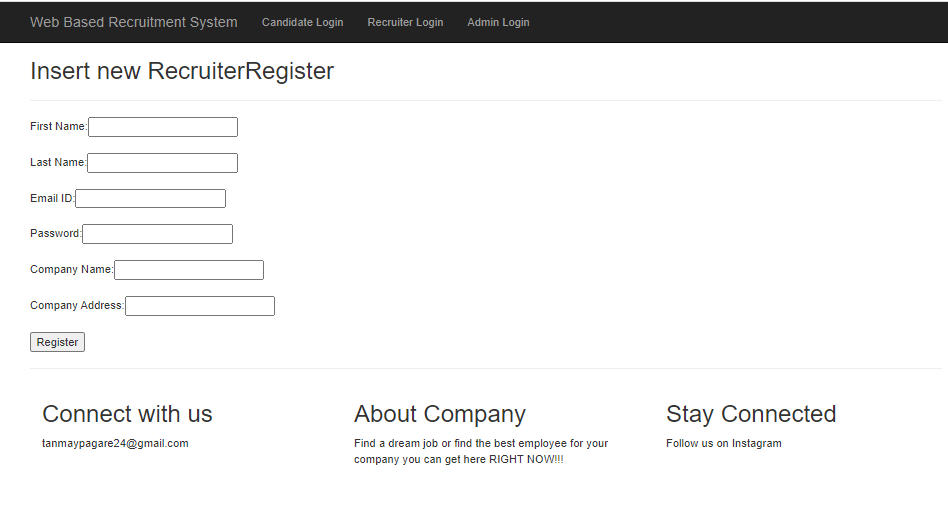 Web Based Recruitment System Candidate Login Recruiter Login Admin Login
Insert new RecruiterRegister
First Name:
Last Name:
Email ID:
Password:
Company Name:
Company Address:
Register
Connect with us
tanmaypagare24@gmail.com
About Company
Find a dream job or find the best employee for your
company you can get here RIGHT NOW!!!
Stay Connected
Follow us on Instagram